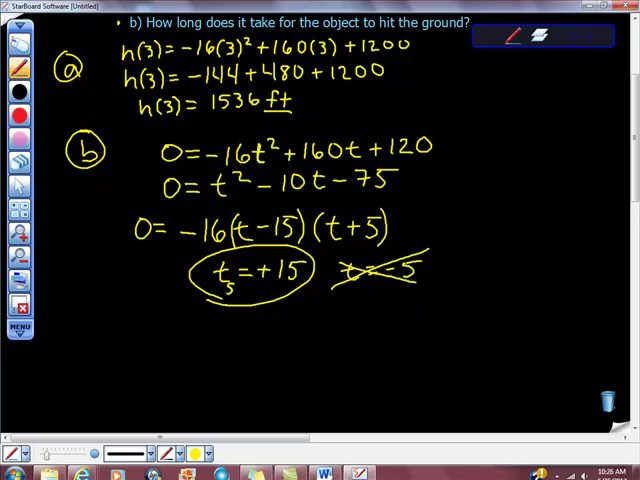 StarBoard Software [Untitled]
• b) How long does it take for the object to hit the ground?
h(3) = -16(3)² + 160(3) + 1200
a
h(3) = -144 + 480 + 1200
h(3) = 1536 ft
b
0 = -16t² + 160t + 120
0 = t² - 10t - 75
0 = -16(t - 15)(t + 5)
t = +15 t = -5
s
MENU
10:26 AM